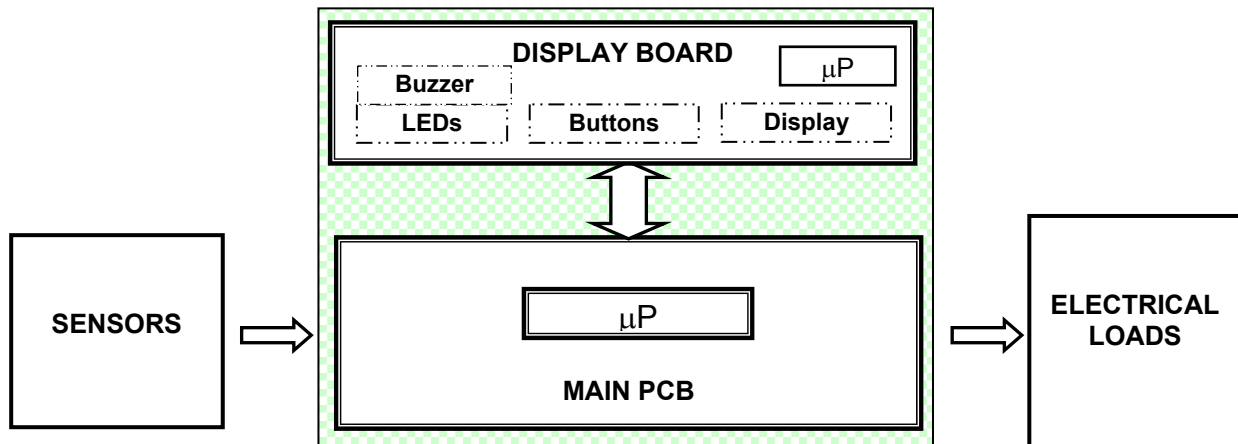 DISPLAY BOARD
μP
Buzzer
LEDs
Buttons
Display
SENSORS
μP
MAIN PCB
ELECTRICAL
LOADS